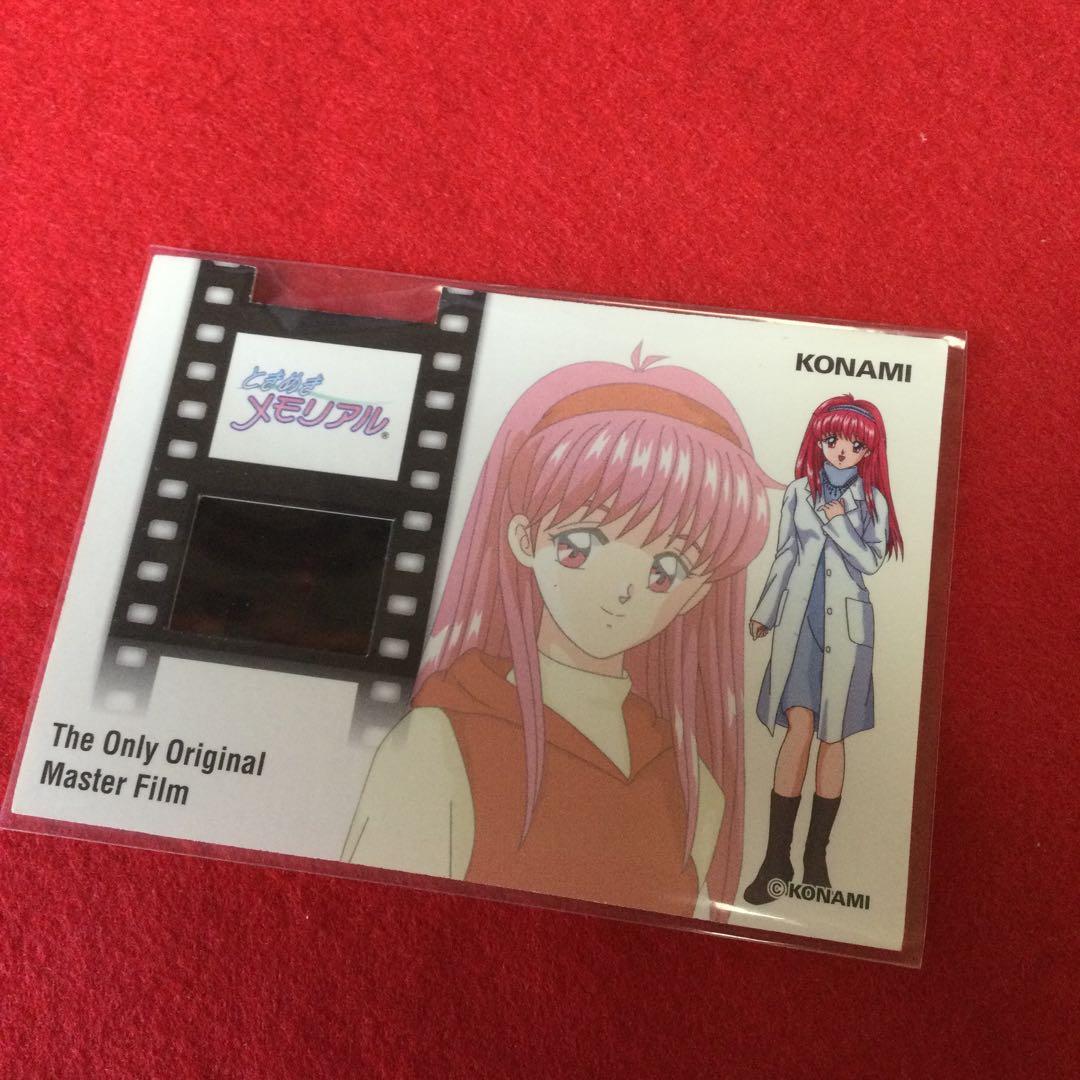 ときめき
メモリアル®
KONAMI
The Only Original
Master Film
©KONAMI